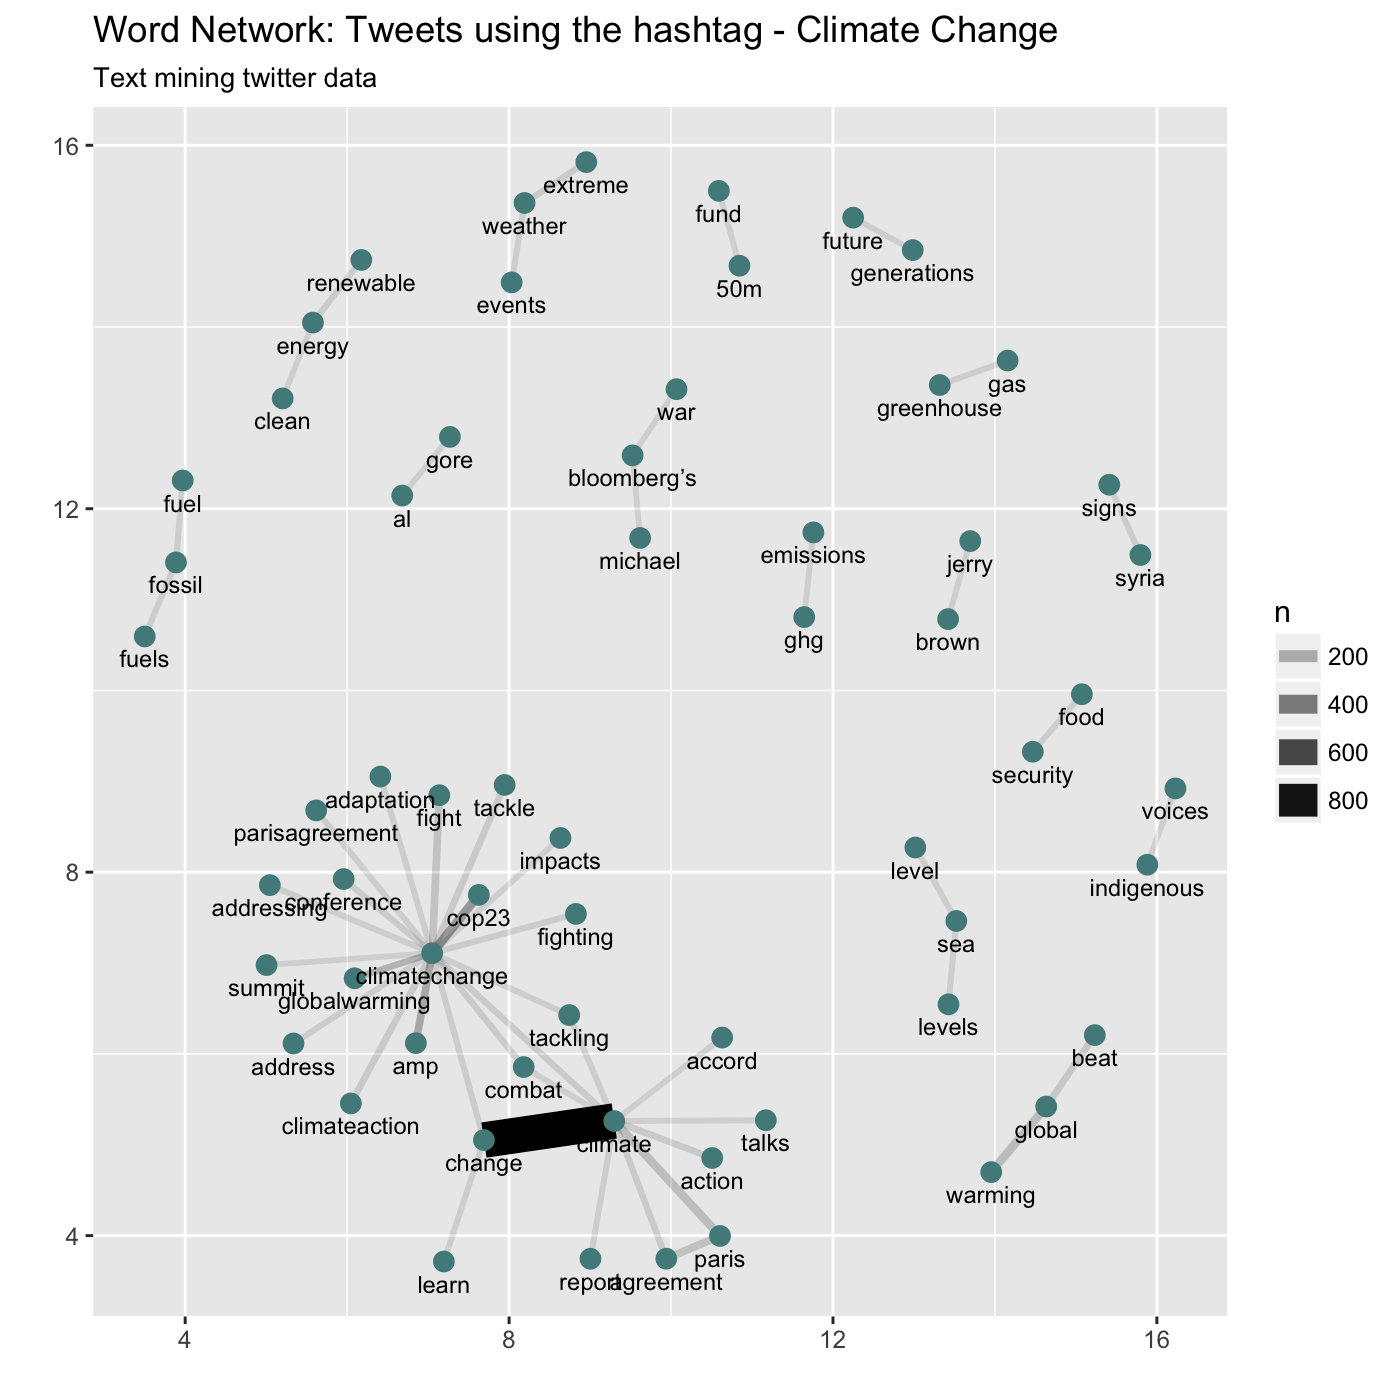 Word Network: Tweets using the hashtag - Climate Change
Text mining twitter data
16
extreme
weather
fund
future
generations
renewable
50m
events
energy
gas
greenhouse
war
clean
gore
bloomberg’s
fuel
al
signs
12
emissions
jerry
michael
syria
fossil
ghg
brown
fuels
n
200
400
600
800
food
security
adaptation
fight
tackle
voices
parisagreement
impacts
8
level
indigenous
conference
addressing
cop23
fighting
sea
climatechange
summit
globalwarming
levels
tackling
beat
accord
address
amp
combat
climateaction
global
talks
climate
change
action
warming
4
paris
learn
report
agreement
4
8
12
16